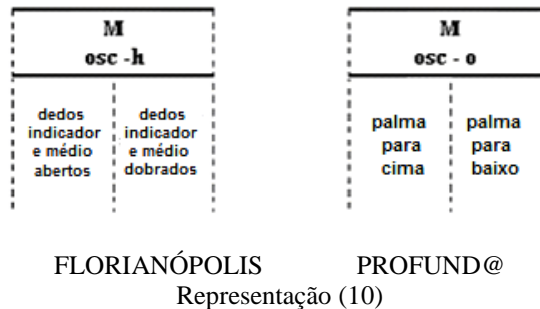 M
osc -h
dedos indicador e médio abertos
dedos indicador e médio dobrados
M
osc - o
palma para cima
palma para baixo
FLORIANÓPOLIS PROFUND@
Representação (10)